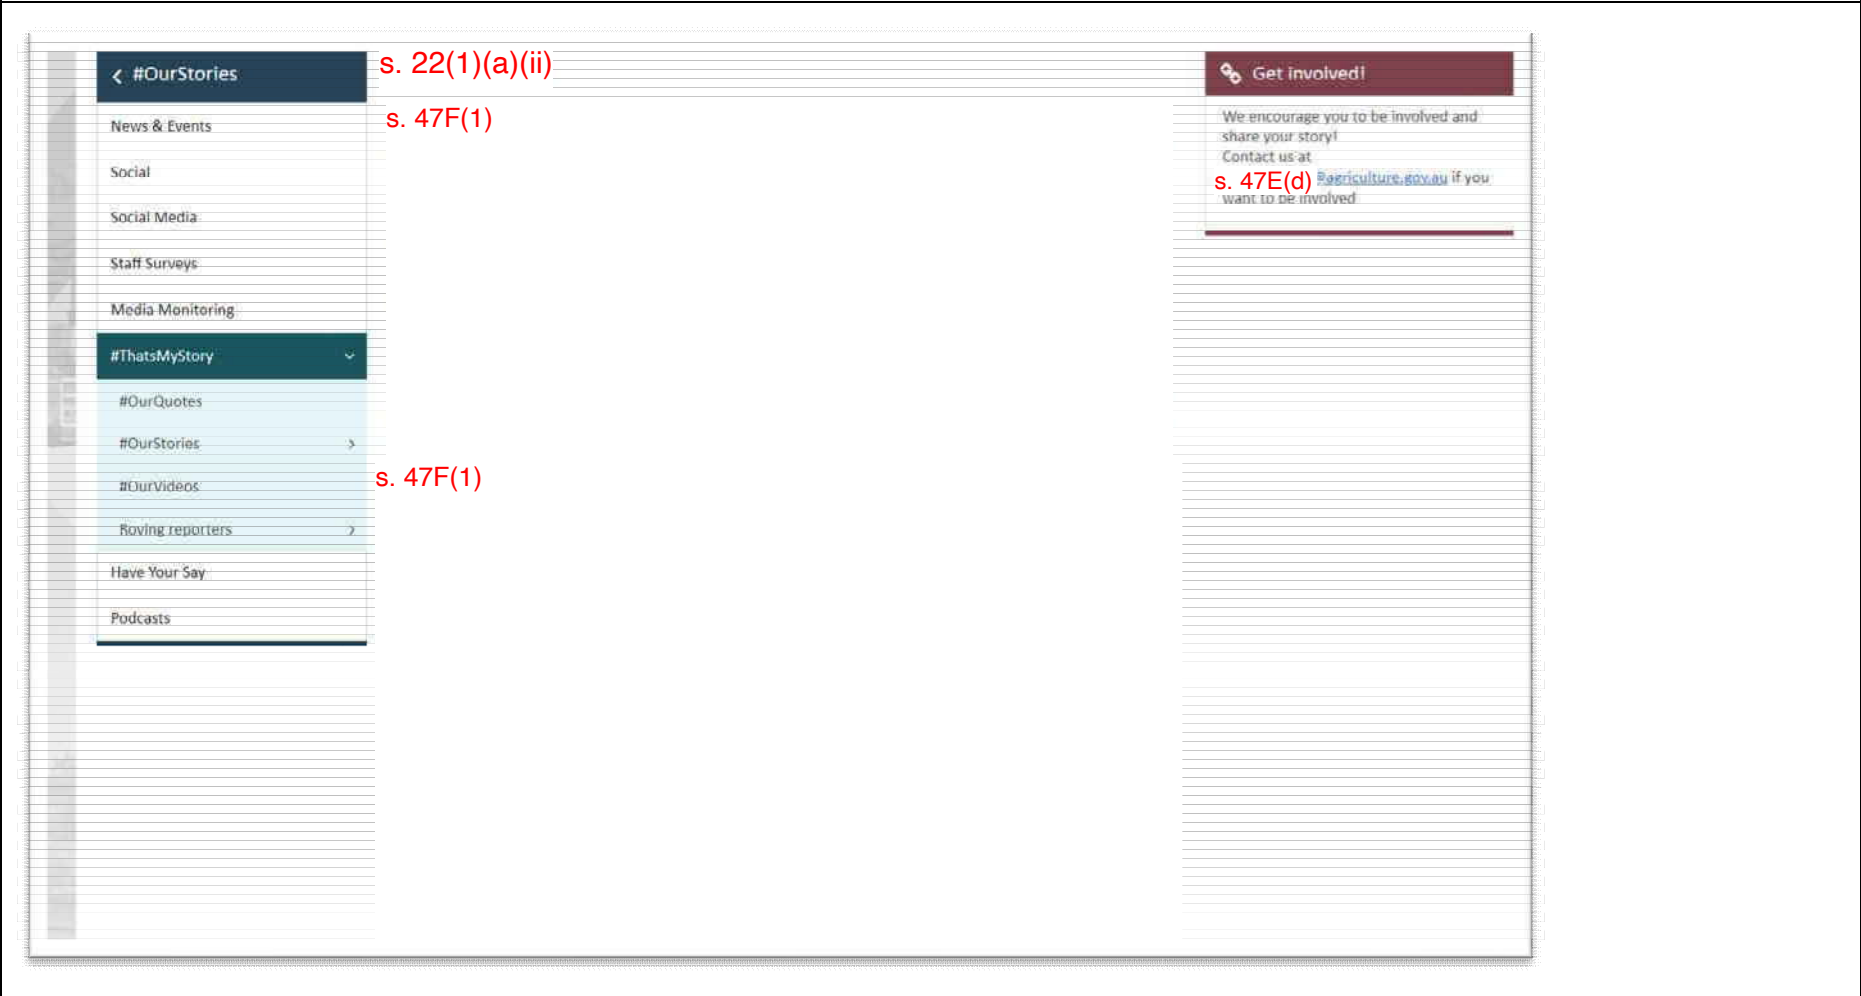 #OurStories
News & Events
Social
Social Media
Staff Surveys
Media Monitoring
#ThatsMyStory
#OurQuotes
#OurStories
#OurVideos
Roving reporters
Have Your Say
Podcasts
s. 22(1)(a)(ii)
s. 47F(1)
s. 47F(1)
Get involved!
We encourage you to be involved and
share your story!
Contact us at
s. 47E(d) @agriculture.gov.au if you
want to be involved